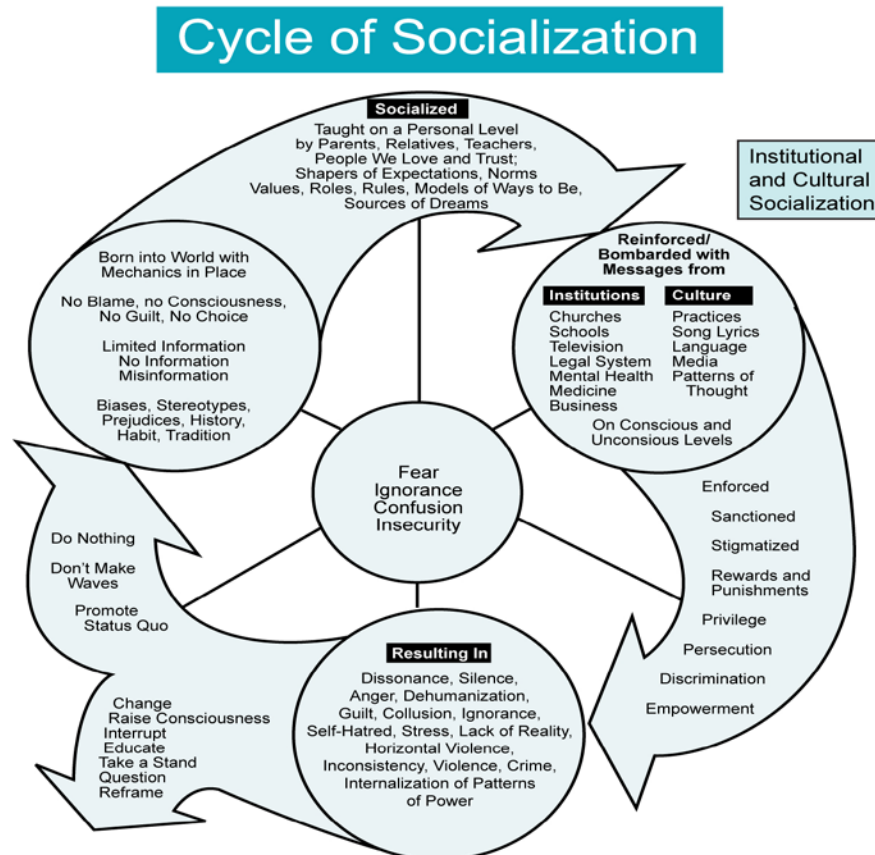 Cycle of Socialization
Socialized
Taught on a Personal Level
by Parents, Relatives, Teachers,
People We Love and Trust;
Shapers of Expectations, Norms
Values, Roles, Rules, Models of Ways to Be,
Sources of Dreams
Institutional
and Cultural
Socialization
Born into World with
Mechanics in Place
No Blame, no Consciousness,
No Guilt, No Choice
Limited Information
No Information
Misinformation
Biases, Stereotypes,
Prejudices, History,
Habit, Tradition
Reinforced/
Bombarded with
Messages from
Institutions
Churches
Schools
Television
Legal System
Mental Health
Medicine
Business
Culture
Practices
Song Lyrics
Language
Media
Patterns of
Thought
On Conscious and
Unconsious Levels
Fear
Ignorance
Confusion
Insecurity
Enforced
Sanctioned
Stigmatized
Rewards and
Punishments
Privilege
Persecution
Discrimination
Empowerment
Resulting In
Dissonance, Silence,
Anger, Dehumanization,
Guilt, Collusion, Ignorance,
Self-Hatred, Stress, Lack of Reality,
Horizontal Violence,
Inconsistency, Violence, Crime,
Internalization of Patterns
of Power
Do Nothing
Don't Make
Waves
Promote
Status Quo
Change
Raise Consciousness
Interrupt
Educate
Take a Stand
Question
Reframe